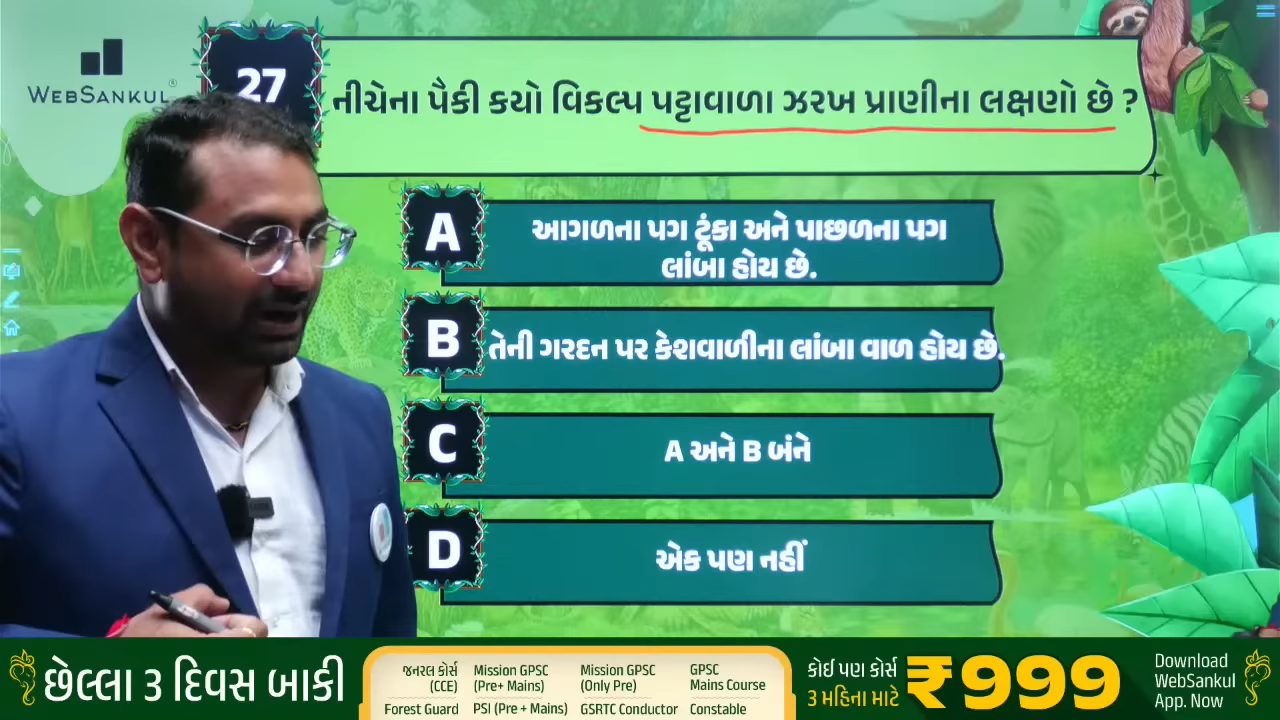 WEBSANKUL
27
નીચેના પૈકી કયો વિકલ્પ પટ્ટાવાળા ઝરખ પ્રાણીના લક્ષણો છે ?
A
આગળના પગ ટૂંકા અને પાછળના પગ
લાંબા હોય છે.
B
તેની ગરદન પર કેશવાળીના લાંબા વાળ હોય છે.
C
A અને B બંને
D
એક પણ નહીં
છેલ્લા ૩ દિવસ બાકી
જનરલ કોર્સ
(CCE)
Forest Guard
Mission GPSC
(Pre+ Mains)
PSI (Pre + Mains)
Mission GPSC
(Only Pre)
GSRTC Conductor
GPSC
Mains Course
Constable
કોઈ પણ કોર્સ
૩ મહિના માટે
₹999
Download
WebSankul
App. Now